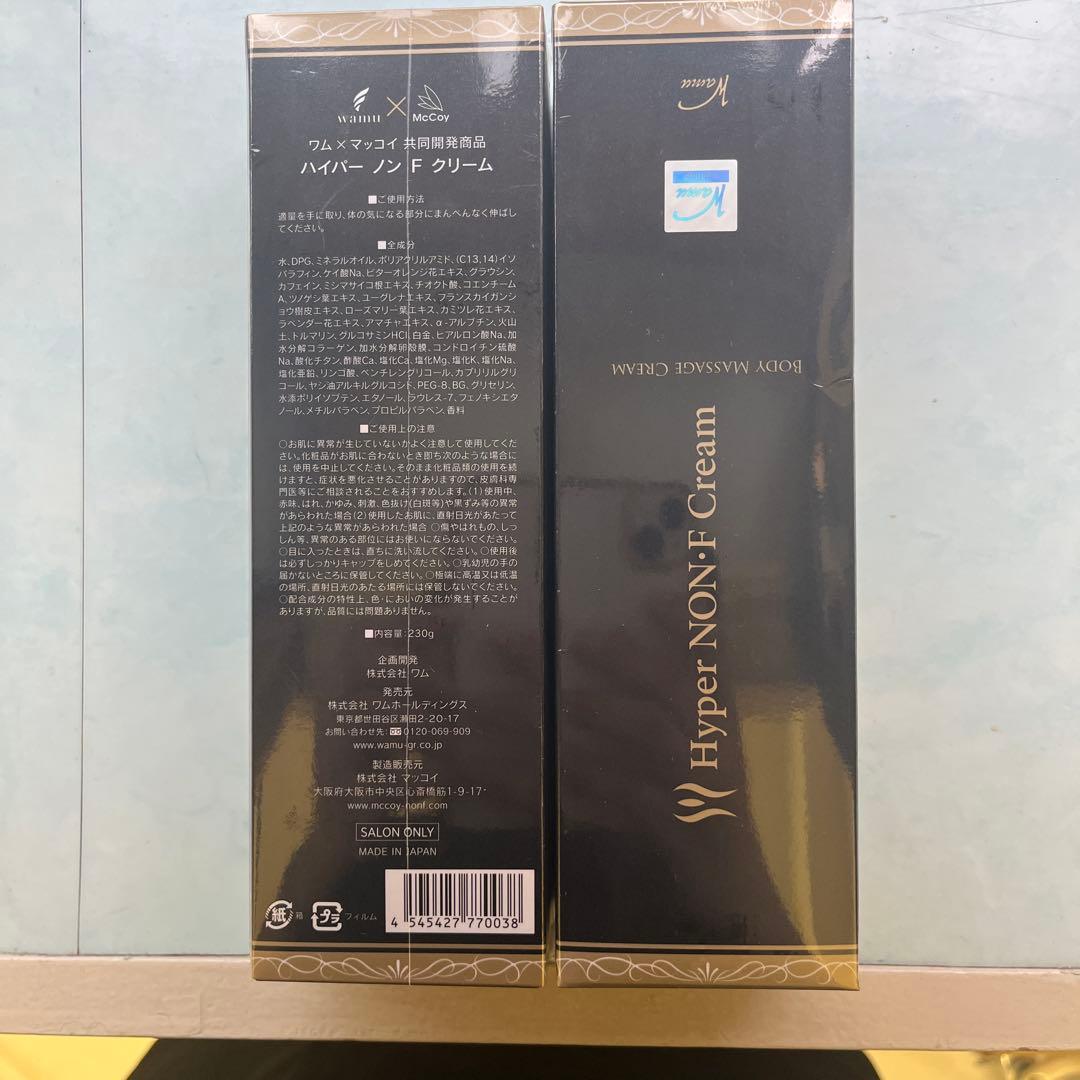 wamu × McCoy
ワム×マッコイ 共同開発商品
ハイパー ノン F クリーム
■ご使用方法
適量を手に取り、体の気になる部分にまんべんなく伸ばし
てください。
■全成分
水、DPG、ミネラルオイル、ポリアクリルアミド、(C13,14)イソ
パラフィン、ケイ酸Na、ビターオレンジ花エキス、グラウシン、
カフェイン、ミシマサイコ根エキス、チオクト酸、コエンチーム
A、ツノゲシ葉エキス、ユーグレナエキス、フランスカイガンシ
ョウ樹皮エキス、ローズマリー葉エキス、カミツレ花エキス、
ラベンダー花エキス、アマチャエキス、α-アルブチン、火山
土、トルマリン、グルコサミンHCl、白金、ヒアルロン酸Na、加
水分解コラーゲン、加水分解卵殻膜、コンドロイチン硫酸
Na、酸化チタン、酢酸Ca、塩化Ca、塩化Mg、塩化K、塩化Na、
塩化亜鉛、リンゴ酸、ペンチレングリコール、カプリリルグリ
コール、ヤシ油アルキルグルコシド、PEG-8、BG、グリセリン、
水添ポリイソブテン、エタノール、ラウレス-7、フェノキシエタ
ノール、メチルパラベン、プロピルパラベン、香料
■ご使用上の注意
○お肌に異常が生じていないかよく注意して使用してくだ
さい。化粧品がお肌に合わないとき即ち次のような場合に
は、使用を中止してください。そのまま化粧品類の使用を続
けますと、症状を悪化させることがありますので、皮膚科専
門医等にご相談されることをおすすめします。(1)使用中、
赤味、はれ、かゆみ、刺激、色抜け(白斑等)や黒ずみ等の異常
があらわれた場合(2)使用したお肌に、直射日光があたって
上記のような異常があらわれた場合 ○傷やはれもの、しっ
しん等、異常のある部位にはお使いにならないでください。
○目に入ったときは、直ちに洗い流してください。○使用後
は必ずしっかりキャップをしめてください。○乳幼児の手の
届かないところに保管してください。○極端に高温又は低温
の場所、直射日光のあたる場所には保管しないでください。
○配合成分の特性上、色・においの変化が発生することが
ありますが、品質には問題ありません。
■内容量:230g
企画開発
株式会社 ワム
発売元
株式会社 ワムホールディングス
東京都世田谷区瀬田2-20-17
お問い合わせ先: 0120-069-909
www.wamu-gr.co.jp
製造販売元
株式会社 マッコイ
大阪府大阪市中央区心斎橋筋1-9-17
www.mccoy-nonf.com
SALON ONLY
MADE IN JAPAN
紙 箱 プラ フィルム
4 545427 770038
Wamu
Wamu
BODY MASSAGE CREAM
Hyper NON・F Cream